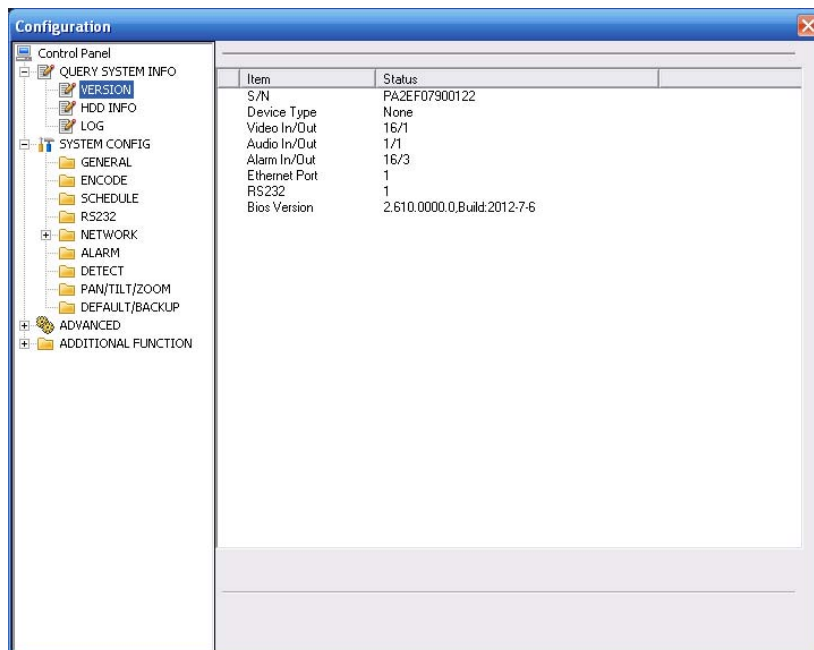 Configuration
Control Panel
QUERY SYSTEM INFO
VERSION
HDD INFO
LOG
SYSTEM CONFIG
GENERAL
ENCODE
SCHEDULE
RS232
NETWORK
ALARM
DETECT
PAN/TILT/ZOOM
DEFAULT/BACKUP
ADVANCED
ADDITIONAL FUNCTION
Item Status
S/N PA2EF07900122
Device Type None
Video In/Out 16/1
Audio In/Out 1/1
Alarm In/Out 16/3
Ethernet Port 1
RS232 1
Bios Version 2.610.0000.0,Build:2012-7-6